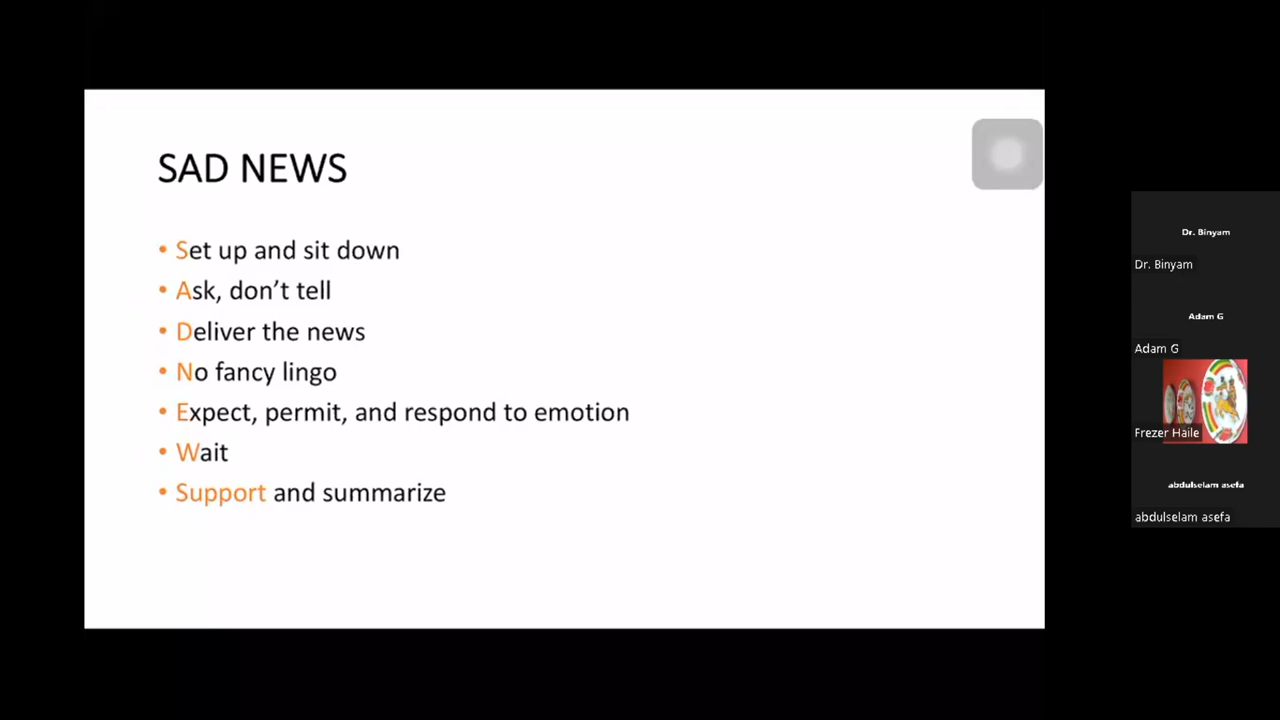 SAD NEWS
• Set up and sit down
• Ask, don't tell
• Deliver the news
• No fancy lingo
• Expect, permit, and respond to emotion
• Wait
• Support and summarize
Dr. Binyam
Dr. Binyam
Adam G
Adam G
Frezer Haile
abdulselam asefa
abdulselam asefa